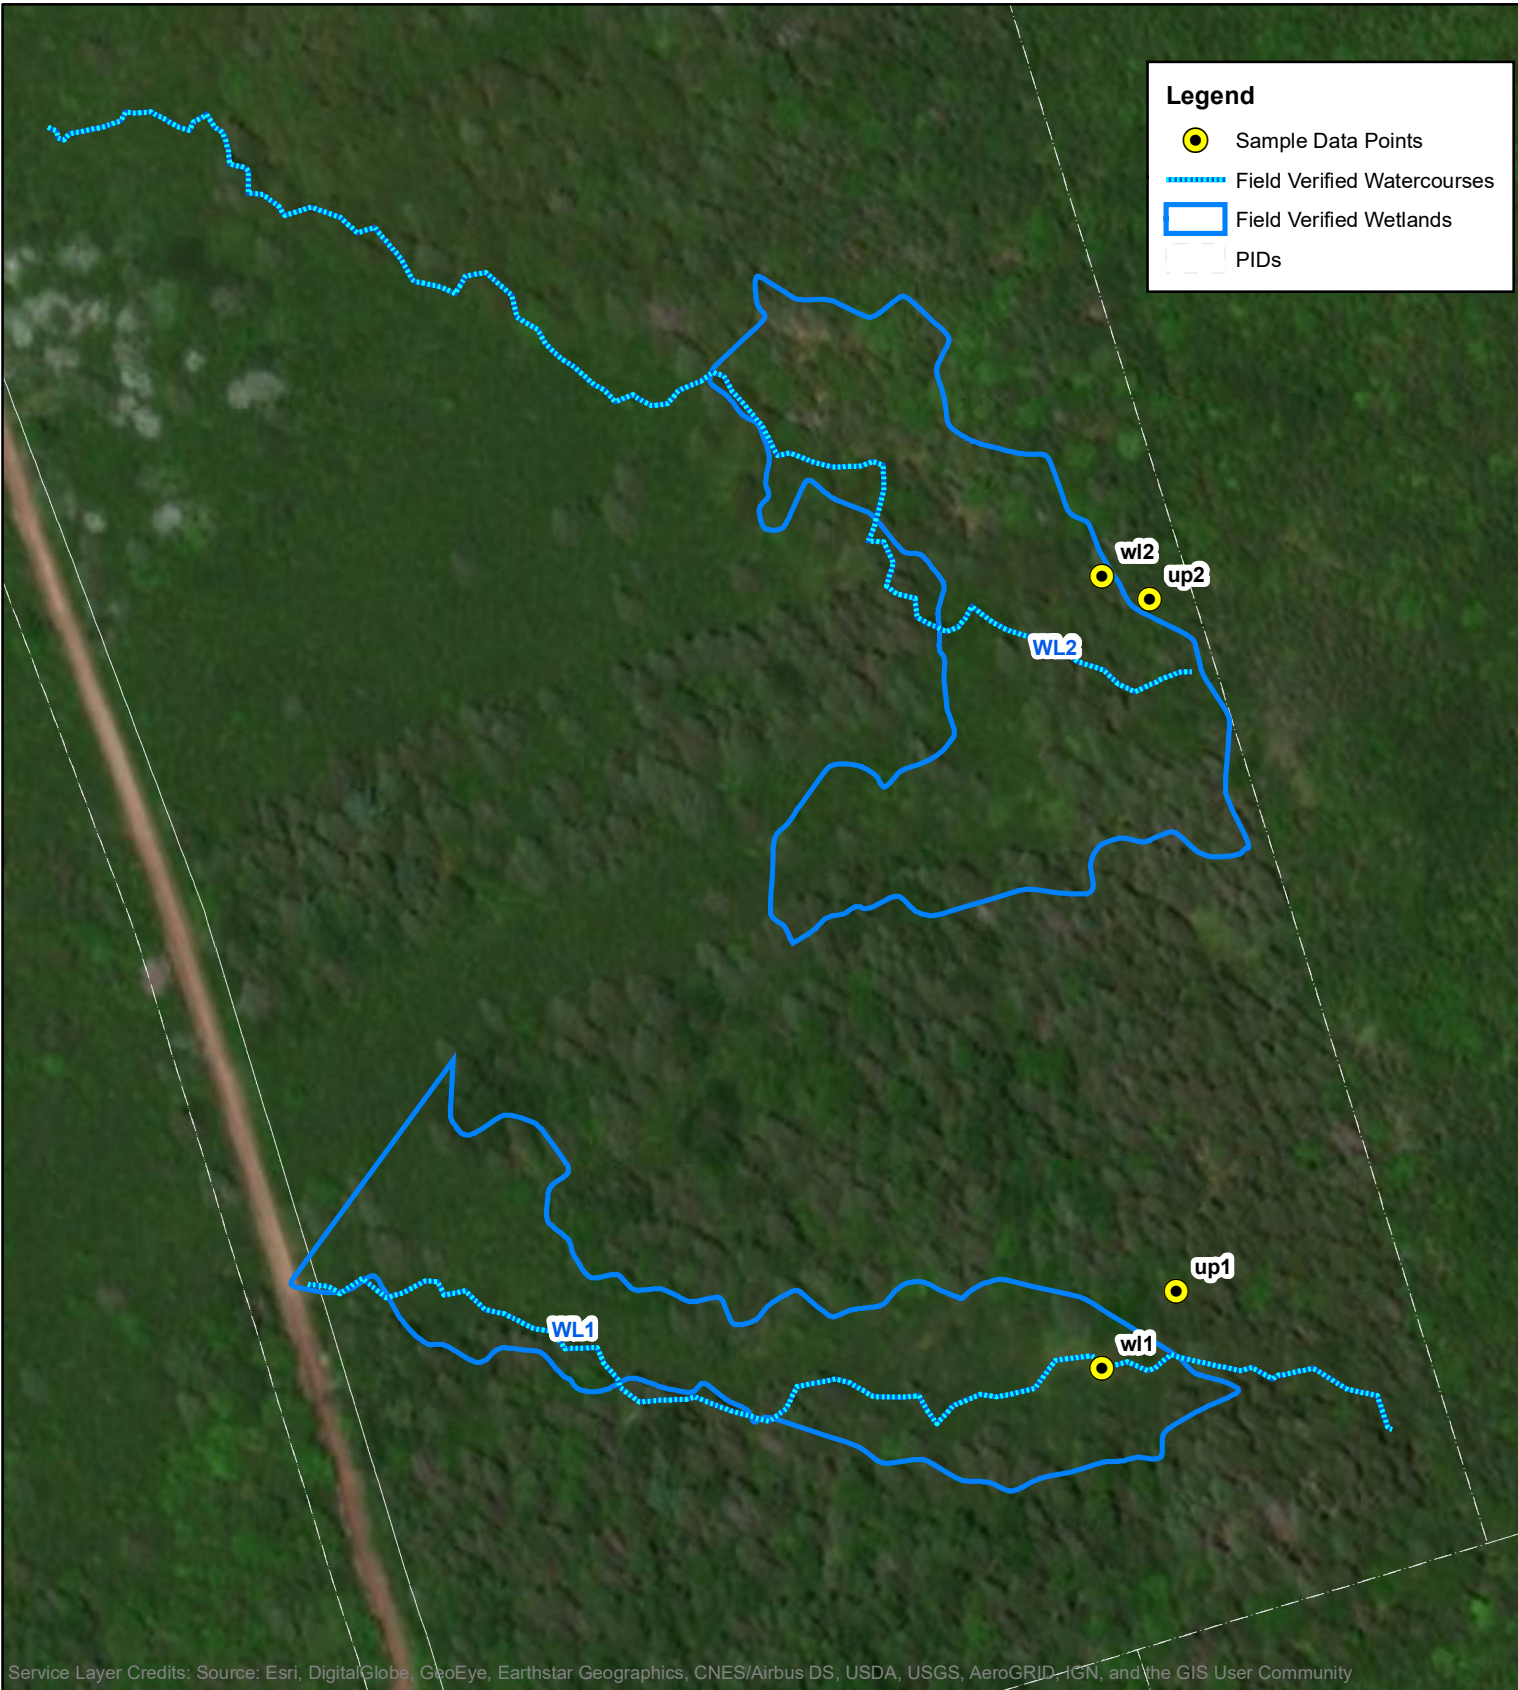 Legend
Sample Data Points
Field Verified Watercourses
Field Verified Wetlands
PIDs
wl2
up2
WL2
up1
wl1
WL1
Service Layer Credits: Source: Esri, DigitalGlobe, GeoEye, Earthstar Geographics, CNES/Airbus DS, USDA, USGS, AeroGRID, IGN, and the GIS User Community